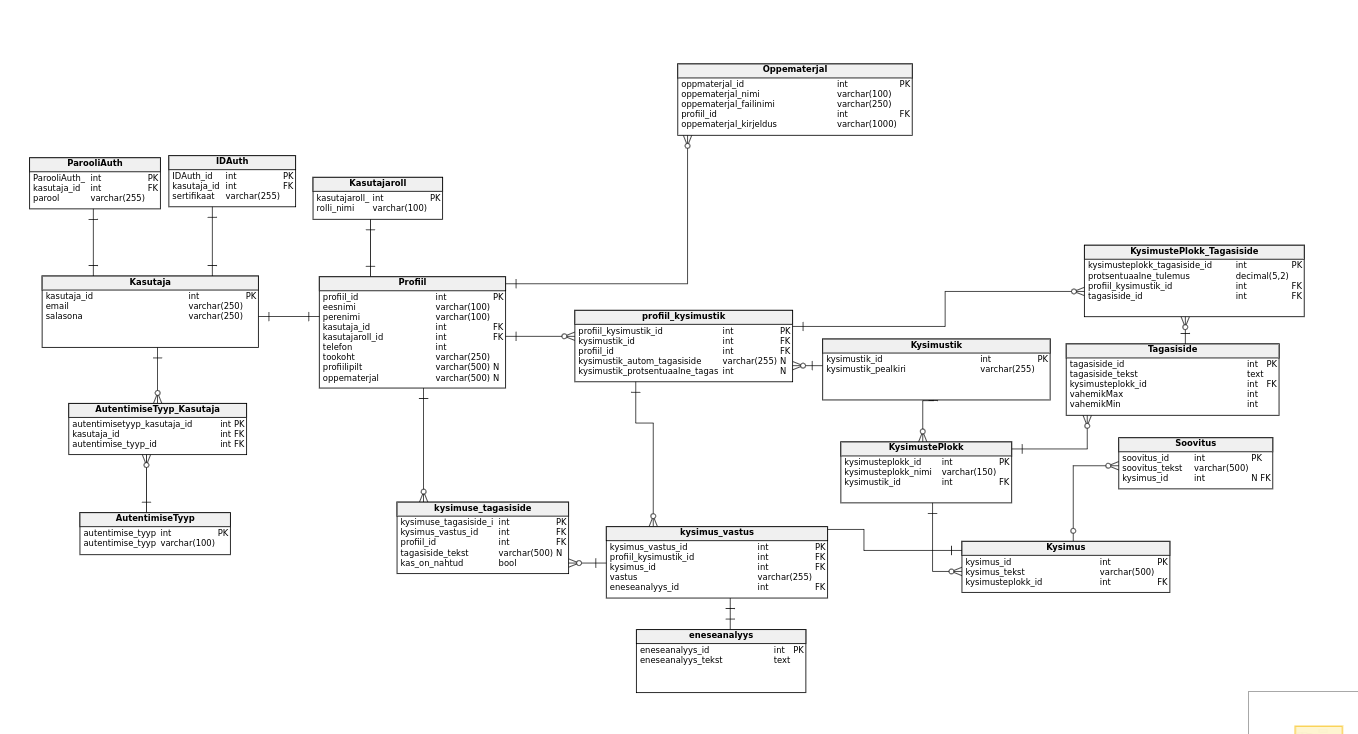 Oppematerjal
oppmaterjal_id int PK
oppematerjal_nimi varchar(100)
oppematerjal_failinimi varchar(250)
profiil_id int FK
oppematerjal_kirjeldus varchar(1000)
ParooliAuth
ParooliAuth_ int PK
kasutaja_id int FK
parool varchar(255)
IDAuth
IDAuth_id int PK
kasutaja_id int FK
sertifikaat varchar(255)
Kasutajaroll
kasutajaroll_ int PK
rolli_nimi varchar(100)
KysimustePlokk_Tagasiside
kysimusteplokk_tagasiside_id int PK
protsentuaalne_tulemus decimal(5,2)
profiil_kysimustik_id int FK
tagasiside_id int FK
Kasutaja
kasutaja_id int PK
email varchar(250)
salasona varchar(250)
Profiil
profiil_id int PK
eesnimi varchar(100)
perenimi varchar(100)
kasutaja_id int FK
kasutajaroll_id int FK
telefon int
tookoht varchar(250)
profiilipilt varchar(500) N
oppematerjal varchar(500) N
profiil_kysimustik
profiil_kysimustik_id int PK
kysimustik_id int FK
profiil_id int FK
kysimustik_autom_tagasiside varchar(255) N
kysimustik_protsentuaalne_tagas int N
Kysimustik
kysimustik_id int PK
kysimustik_pealkiri varchar(255)
Tagasiside
tagasiside_id int PK
tagasiside_tekst text
kysimusteplokk_id int FK
vahemikMax int
vahemikMin int
AutentimiseTyyp_Kasutaja
autentimisetyyp_kasutaja_id int PK
kasutaja_id int FK
autentimise_tyyp_id int FK
KysimustePlokk
kysimusteplokk_id int PK
kysimusteplokk_nimi varchar(150)
kysimustik_id int FK
Soovitus
soovitus_id int PK
soovitus_tekst varchar(500)
kysimus_id int N FK
AutentimiseTyyp
autentimise_tyyp int PK
autentimise_tyyp varchar(100)
kysimuse_tagasiside
kysimuse_tagasiside_i int PK
kysimus_vastus_id int FK
profiil_id int FK
tagasiside_tekst varchar(500) N
kas_on_nahtud bool
kysimus_vastus
kysimus_vastus_id int PK
profiil_kysimustik_id int FK
kysimus_id int FK
vastus varchar(255)
eneseanalyys_id int FK
Kysimus
kysimus_id int PK
kysimus_tekst varchar(500)
kysimusteplokk_id int FK
eneseanalyys
eneseanalyys_id int PK
eneseanalyys_tekst text